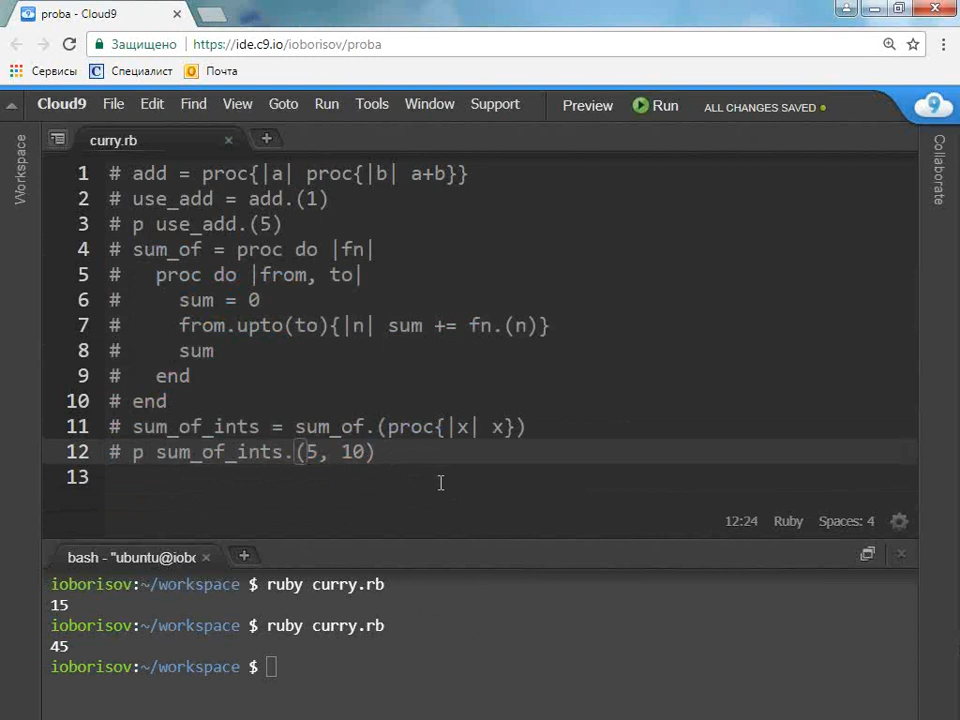 proba - Cloud9
Защищено https://ide.c9.io/ioborisov/proba
Сервисы C Специалист O Почта
Cloud9 File Edit Find View Goto Run Tools Window Support Preview Run ALL CHANGES SAVED 9
Workspace
Collaborate
curry.rb
1 # add = proc{|a| proc{|b| a+b}}
2 # use_add = add.(1)
3 # p use_add.(5)
4 # sum_of = proc do |fn|
5 #   proc do |from, to|
6 #     sum = 0
7 #     from.upto(to){|n| sum += fn.(n)}
8 #     sum
9 #   end
10 # end
11 # sum_of_ints = sum_of.(proc{|x| x})
12 # p sum_of_ints.(5, 10)
13
12:24 Ruby Spaces: 4
bash - "ubuntu@iobo
ioborisov:~/workspace $ ruby curry.rb
15
ioborisov:~/workspace $ ruby curry.rb
45
ioborisov:~/workspace $